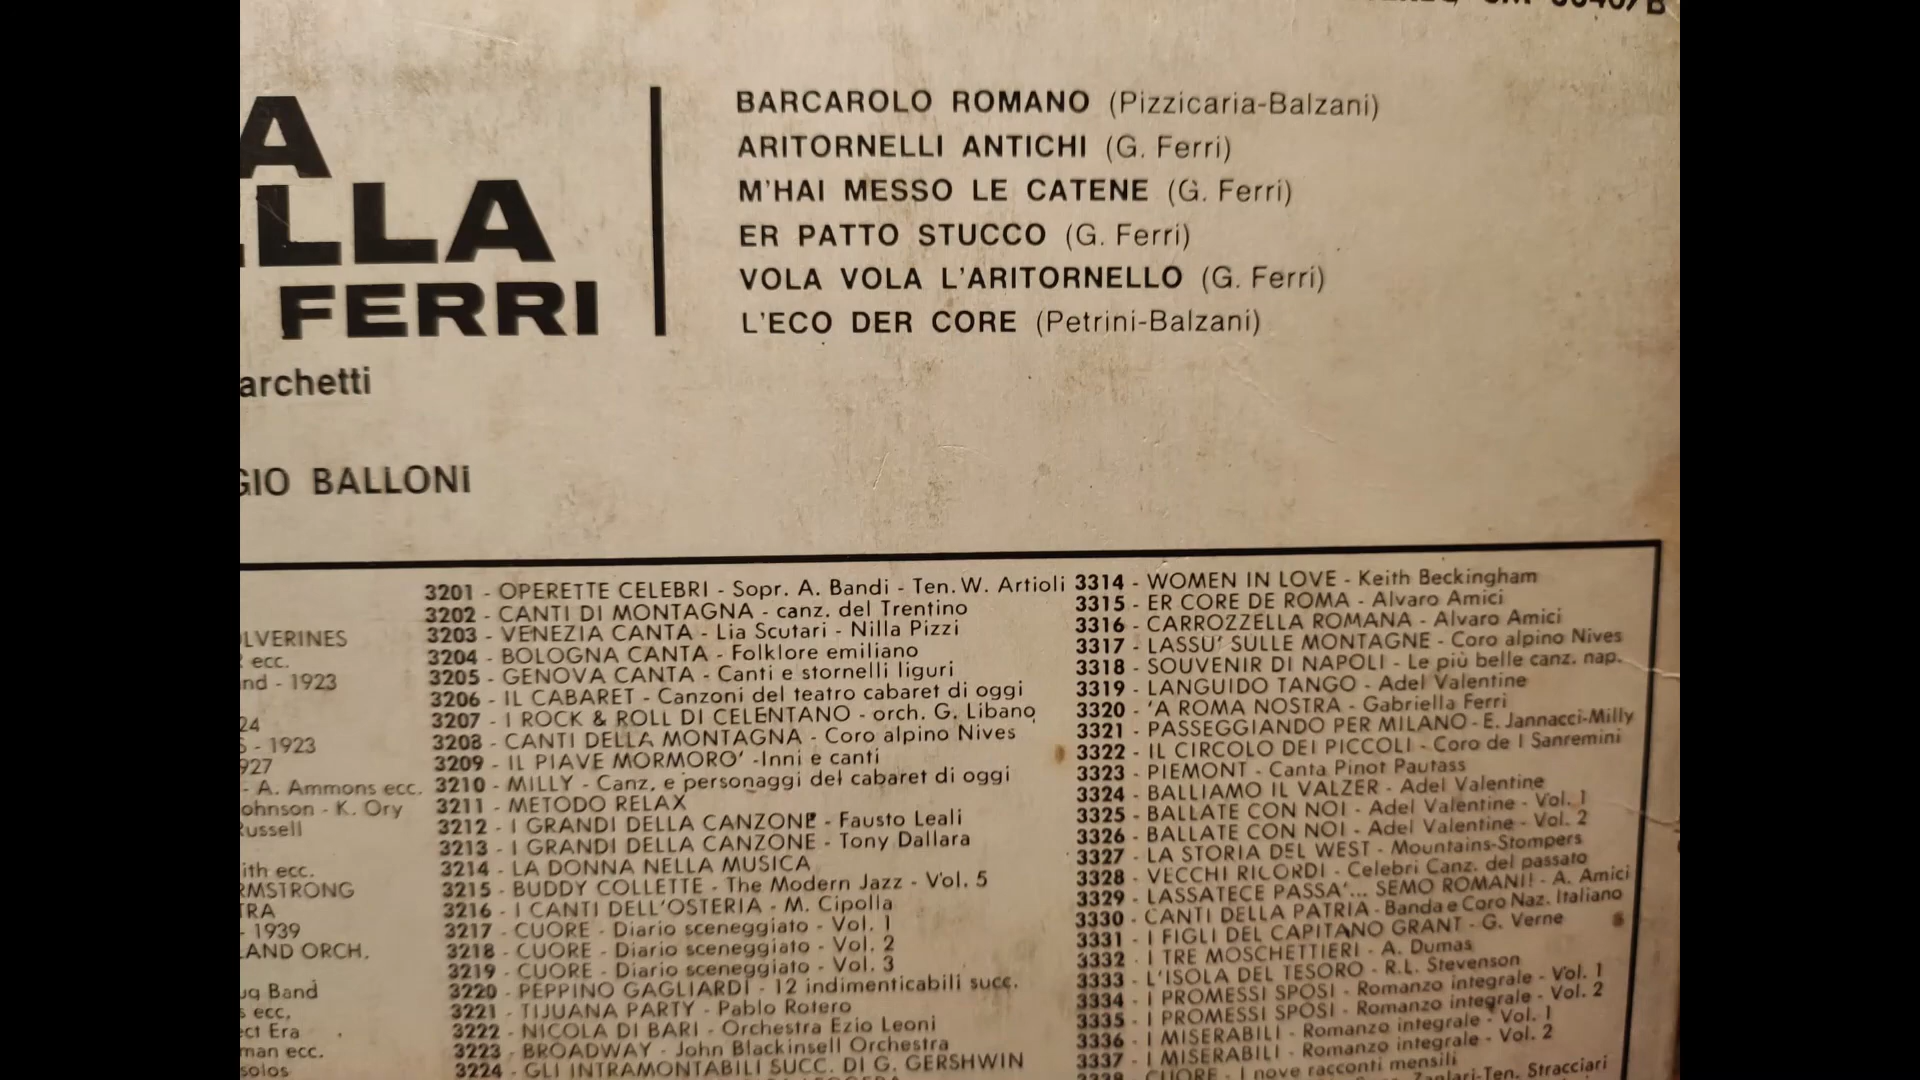 A
LLA
FERRI
archetti
GIO BALLONi
BARCAROLO ROMANO (Pizzicaria-Balzani)
ARITORNELLI ANTICHI (G. Ferri)
M'HAI MESSO LE CATENE (G. Ferri)
ER PATTO STUCCO (G. Ferri)
VOLA VOLA L'ARITORNELLO (G. Ferri)
L'ECO DER CORE (Petrini-Balzani)
OLVERINES
ecc.
nd - 1923
24
- 1923
927
- A. Ammons ecc.
ohnson - K. Ory
Russell
ith ecc.
RMSTRONG
TRA
- 1939
LAND ORCH.
ug Band
s ecc,
ect Era
man ecc.
solos
3201 - OPERETTE CELEBRI - Sopr. A. Bandi - Ten. W. Artioli
3202 - CANTI DI MONTAGNA - canz. del Trentino
3203 - VENEZIA CANTA - Lia Scutari - Nilla Pizzi
3204 - BOLOGNA CANTA - Folklore emiliano
3205 - GENOVA CANTA - Canti e stornelli liguri
3206 - IL CABARET - Canzoni del teatro cabaret di oggi
3207 - I ROCK & ROLL DI CELENTANO - orch. G. Libano
3208 - CANTI DELLA MONTAGNA - Coro alpino Nives
3209 - IL PIAVE MORMORO' -Inni e canti
3210 - MILLY - Canz. e personaggi del cabaret di oggi
3211 - METODO RELAX
3212 - I GRANDI DELLA CANZONE - Fausto Leali
3213 - I GRANDI DELLA CANZONE - Tony Dallara
3214 - LA DONNA NELLA MUSICA
3215 - BUDDY COLLETTE - The Modern Jazz - Vol. 5
3216 - I CANTI DELL'OSTERIA - M. Cipolla
3217 - CUORE - Diario sceneggiato - Vol. 1
3218 - CUORE - Diario sceneggiato - Vol. 2
3219 - CUORE - Diario sceneggiato - Vol. 3
3220 - PEPPINO GAGLIARDI - 12 indimenticabili succ.
3221 - TIJUANA PARTY - Pablo Rotero
3222 - NICOLA DI BARI - Orchestra Ezio Leoni
3223 - BROADWAY - John Blackinsell Orchestra
3224 - GLI INTRAMONTABILI SUCC. DI G. GERSHWIN
3314 - WOMEN IN LOVE - Keith Beckingham
3315 - ER CORE DE ROMA - Alvaro Amici
3316 - CARROZZELLA ROMANA - Alvaro Amici
3317 - LASSU' SULLE MONTAGNE - Coro alpino Nives
3318 - SOUVENIR DI NAPOLI - Le più belle canz. nap.
3319 - LANGUIDO TANGO - Adel Valentine
3320 - 'A ROMA NOSTRA - Gabriella Ferri
3321 - PASSEGGIANDO PER MILANO - E. Jannacci-Milly
3322 - IL CIRCOLO DEI PICCOLI - Coro de I Sanremini
3323 - PIEMONT - Canta Pinot Pautass
3324 - BALLIAMO IL VALZER - Adel Valentine
3325 - BALLATE CON NOI - Adel Valentine - Vol. 1
3326 - BALLATE CON NOI - Adel Valentine - Vol. 2
3327 - LA STORIA DEL WEST - Mountains-Stompers
3328 - VECCHI RICORDI - Celebri Canz. del passato
3329 - LASSATECE PASSA'... SEMO ROMANI! - A. Amici
3330 - CANTI DELLA PATRIA - Banda e Coro Naz. Italiano
3331 - I FIGLI DEL CAPITANO GRANT - G. Verne
3332 - I TRE MOSCHETTIERI - A. Dumas
3333 - L'ISOLA DEL TESORO - R.L. Stevenson
3334 - I PROMESSI SPOSI - Romanzo integrale - Vol. 1
3335 - I PROMESSI SPOSI - Romanzo integrale - Vol. 2
3336 - I MISERABILI - Romanzo integrale - Vol. 1
3337 - I MISERABILI - Romanzo integrale - Vol. 2
CUORE - I nove racconti mensili
Zanlari-Ten. Stracciari